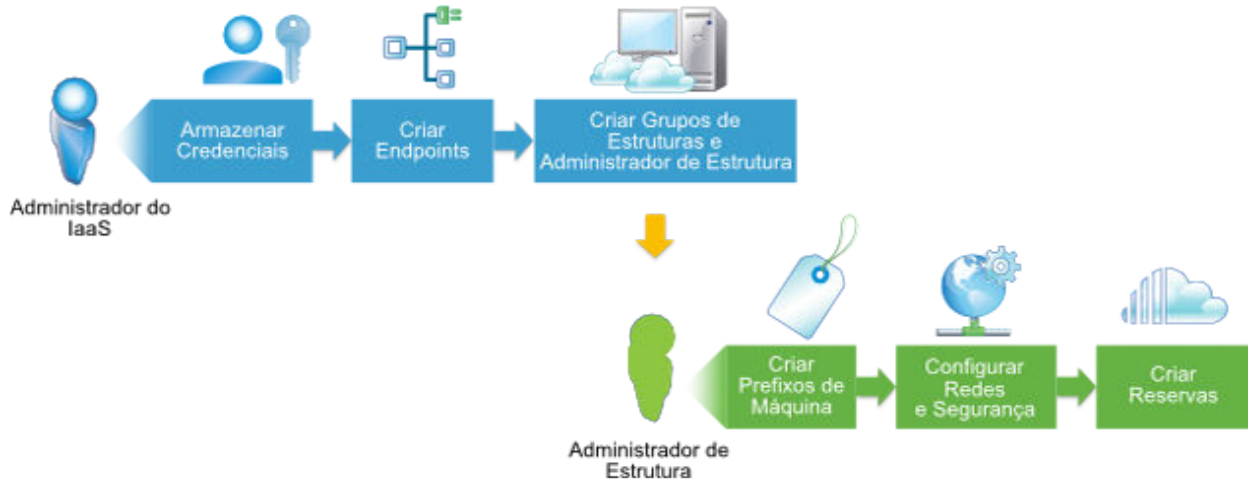 Armazenar
Credenciais
Criar
Endpoints
Criar Grupos de
Estruturas e
Administrador de Estrutura
Administrador do
IaaS
Criar
Prefixos de
Máquina
Configurar
Redes
e Segurança
Criar
Reservas
Administrador de
Estrutura